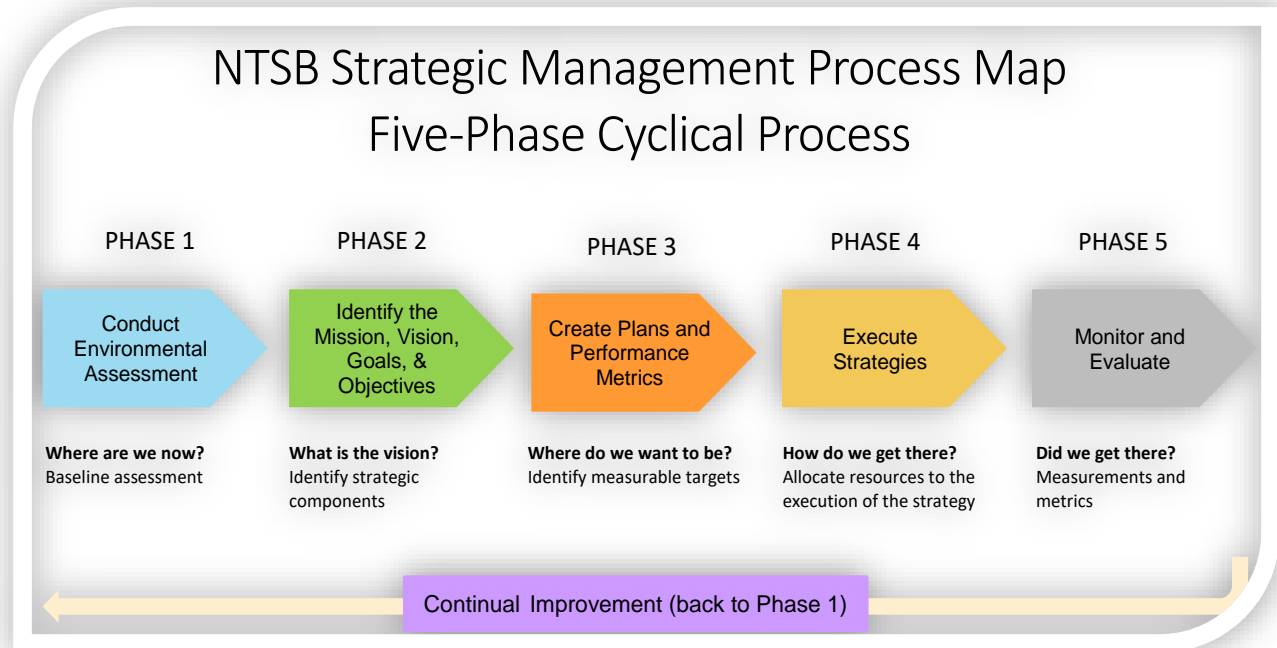 NTSB Strategic Management Process Map
Five-Phase Cyclical Process
PHASE 1
Conduct
Environmental
Assessment
Where are we now?
Baseline assessment
PHASE 2
Identify the
Mission, Vision,
Goals, &
Objectives
What is the vision?
Identify strategic
components
PHASE 3
Create Plans and
Performance
Metrics
Where do we want to be?
Identify measurable targets
PHASE 4
Execute
Strategies
How do we get there?
Allocate resources to the
execution of the strategy
PHASE 5
Monitor and
Evaluate
Did we get there?
Measurements and
metrics
Continual Improvement (back to Phase 1)